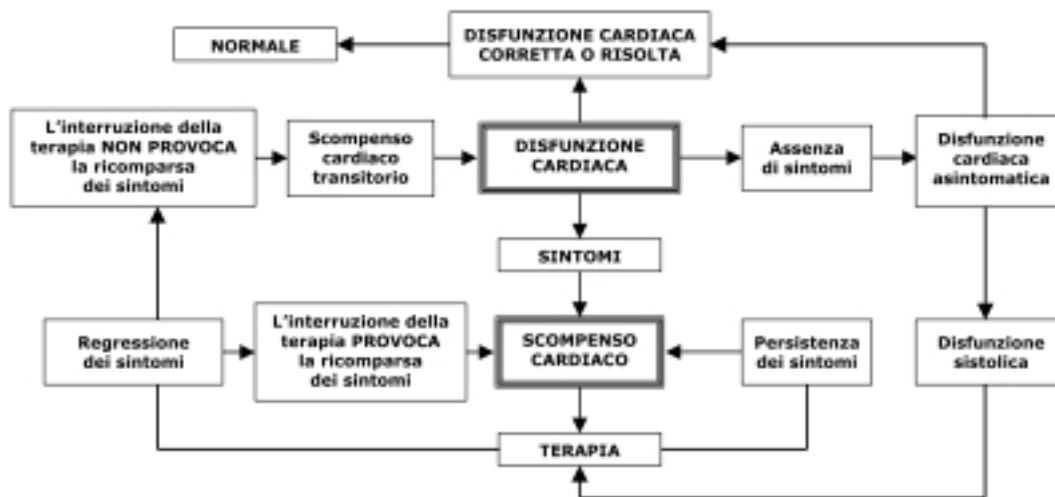 NORMALE
DISFUNZIONE CARDIACA
CORRETTA O RISOLTA
L'interruzione della
terapia NON PROVOCA
la ricomparsa
dei sintomi
Scompenso
cardiaco
transitorio
DISFUNZIONE
CARDIACA
Assenza
di sintomi
Disfunzione
cardiaca
asintomatica
SINTOMI
Regressione
dei sintomi
L'interruzione della
terapia PROVOCA
la ricomparsa
dei sintomi
SCOMPENSO
CARDIACO
Persistenza
dei sintomi
Disfunzione
sistolica
TERAPIA